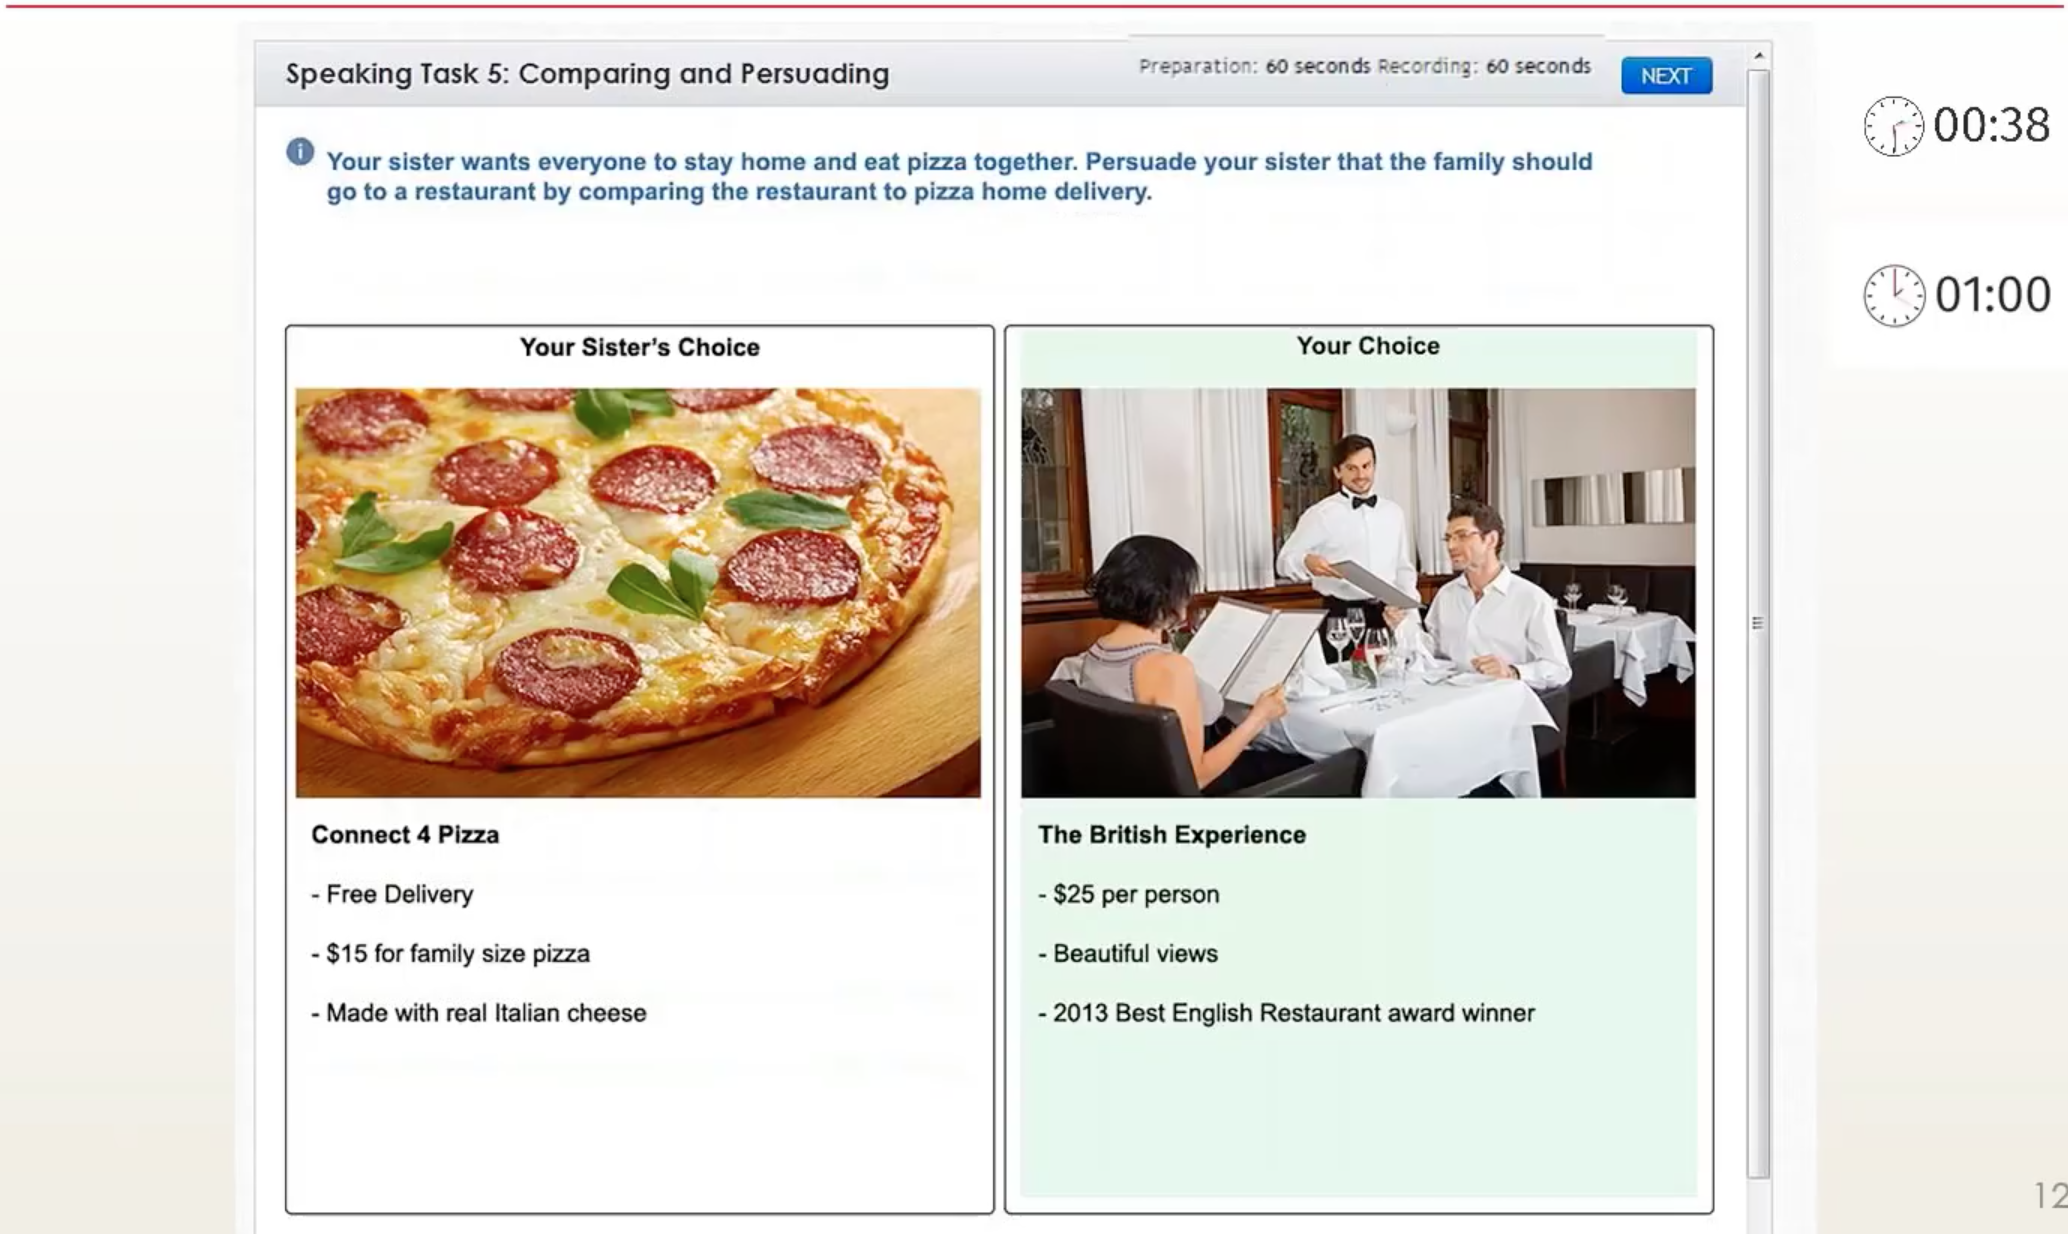 Speaking Task 5: Comparing and Persuading
Preparation: 60 seconds Recording: 60 seconds
NEXT
00:38
Your sister wants everyone to stay home and eat pizza together. Persuade your sister that the family should
go to a restaurant by comparing the restaurant to pizza home delivery.
01:00
Your Sister's Choice
Connect 4 Pizza
- Free Delivery
- $15 for family size pizza
- Made with real Italian cheese
Your Choice
The British Experience
- $25 per person
- Beautiful views
- 2013 Best English Restaurant award winner
12